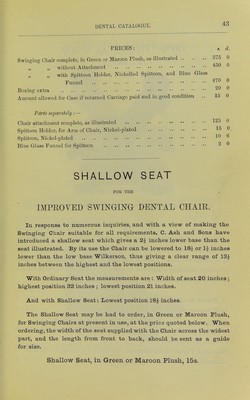 DENTAL CATALOGUE. 43
PRICES: s. d.
Swinging Chair complete, in Green or Maroon Plush, as illustrated .. .. 275 0
„ „ without Attachment .. .. .. .. .. .. 450 0
„ „ with Spittoon Holder, Nickelled Spittoon, and Blue Glass
Funnel .. .. .. .. .. .. .. 470 0
Boxing extra .. .. .. .. .. .. .. .. .. 20 0
Amount allowed for Case if returned Carriage paid and in good condition .. 35 0
Parts separately :—
Chair attachment complete, as illustrated .. .. .. .. .. 125 0
Spittoon Holder, for Arm of Chair, Nickel-plated .. .. .. .. 15 0
Spittoon, Nickel-plated .. .. .. .. .. .. .. .. 10 6
Blue Glass Funnel for Spittoon .. .. .. .. .. .. 2 0
SHALLOW SEAT
FOR THE
IMPROVED SWINGING DENTAL CHAIR.
In response to numerous inquiries, and with a view of making the
Swinging Chair suitable for all requirements, C. Ash and Sons have
introduced a shallow seat which gives a 2½ inches lower base than the
seat illustrated. By its use the Chair can be lowered to 18½ or 1½ inches
lower than the low base Wilkerson, thus giving a clear range of 13½
inches between the highest and the lowest positions.
With Ordinary Seat the measurements are : Width of seat 20 inches ;
highest position 32 inches ; lowest position 21 inches.
And with Shallow Seat: Lowest position 18½ inches.
The Shallow Seat may be had to order, in Green or Maroon Plush,
for Swinging Chairs at present in use, at the price quoted below. When
ordering, the width of the seat supplied with the Chair across the widest
part, and the length from front to back, should be sent as a guide
for size.
Shallow Seat, in Green or Maroon Plush, 15s.